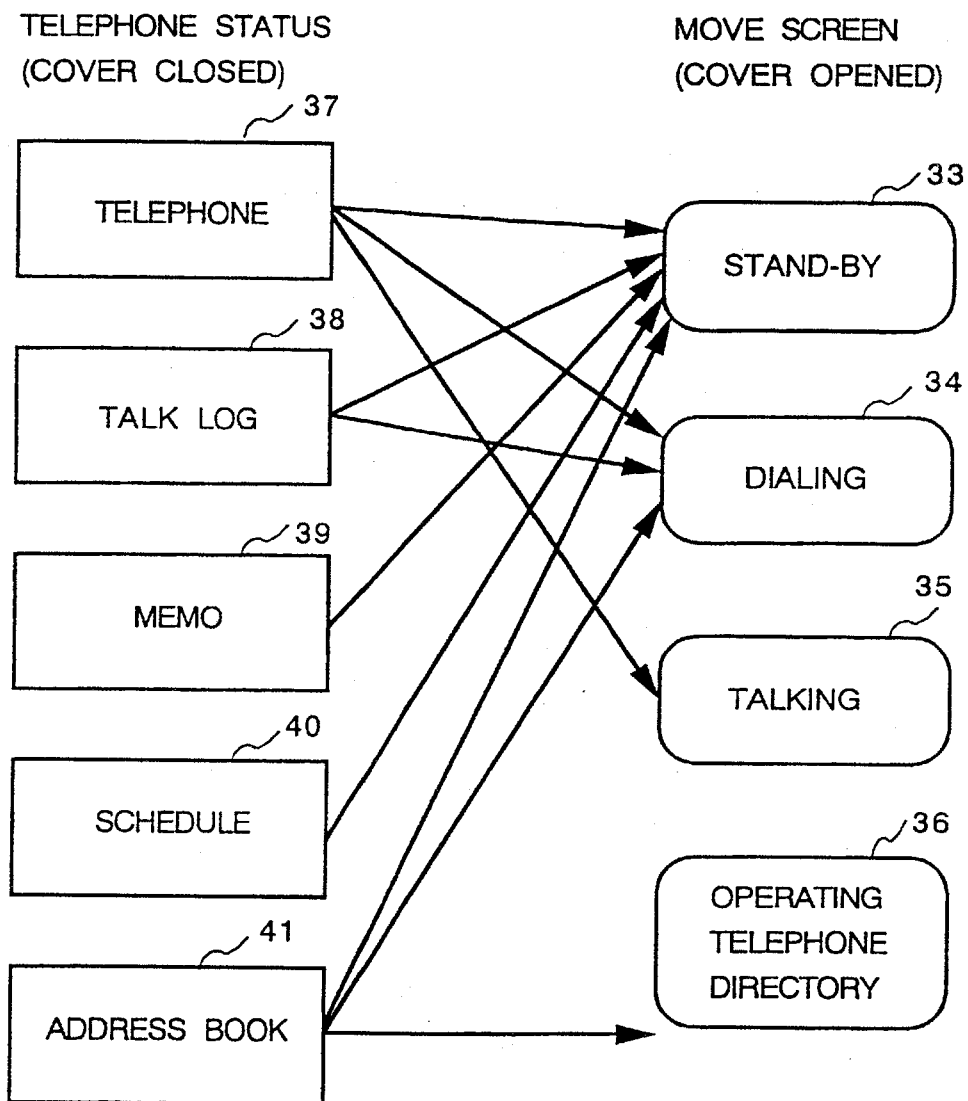 TELEPHONE STATUS
(COVER CLOSED)
MOVE SCREEN
(COVER OPENED)
37
TELEPHONE
38
TALK LOG
39
MEMO
40
SCHEDULE
41
ADDRESS BOOK
33
STAND-BY
34
DIALING
35
TALKING
36
OPERATING
TELEPHONE
DIRECTORY